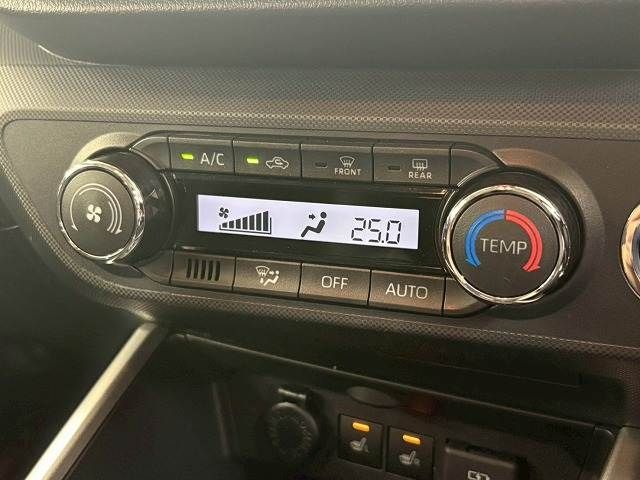 A/C
FRONT
REAR
25.0
TEMP
OFF
AUTO